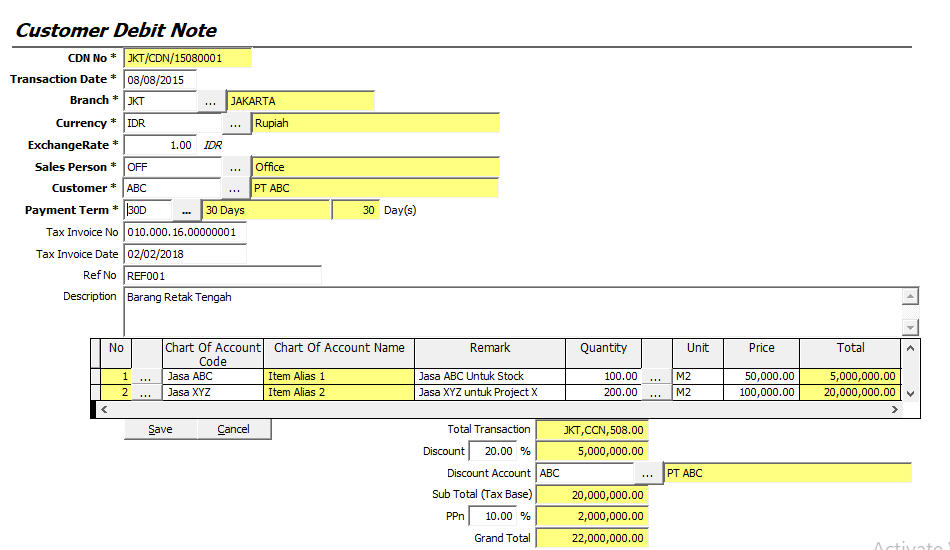 Customer Debit Note
CDN No * JKT/CDN/15080001
Transaction Date * 08/08/2015
Branch * JKT ... JAKARTA
Currency * IDR ... Rupiah
ExchangeRate * 1.00 IDR
Sales Person * OFF ... Office
Customer * ABC ... PT ABC
Payment Term * 30D ... 30 Days 30 Day(s)
Tax Invoice No 010.000.16.00000001
Tax Invoice Date 02/02/2018
Ref No REF001
Description Barang Retak Tengah
No Chart Of Account Code Chart Of Account Name Remark Quantity Unit Price Total
1 ... Jasa ABC Item Alias 1 Jasa ABC Untuk Stock 100.00 ... M2 50,000.00 5,000,000.00
2 ... Jasa XYZ Item Alias 2 Jasa XYZ untuk Project X 200.00 ... M2 100,000.00 20,000,000.00
Save Cancel Total Transaction JKT,CCN,508.00
Discount 20.00 % 5,000,000.00
Discount Account ABC ... PT ABC
Sub Total (Tax Base) 20,000,000.00
PPn 10.00 % 2,000,000.00
Grand Total 22,000,000.00